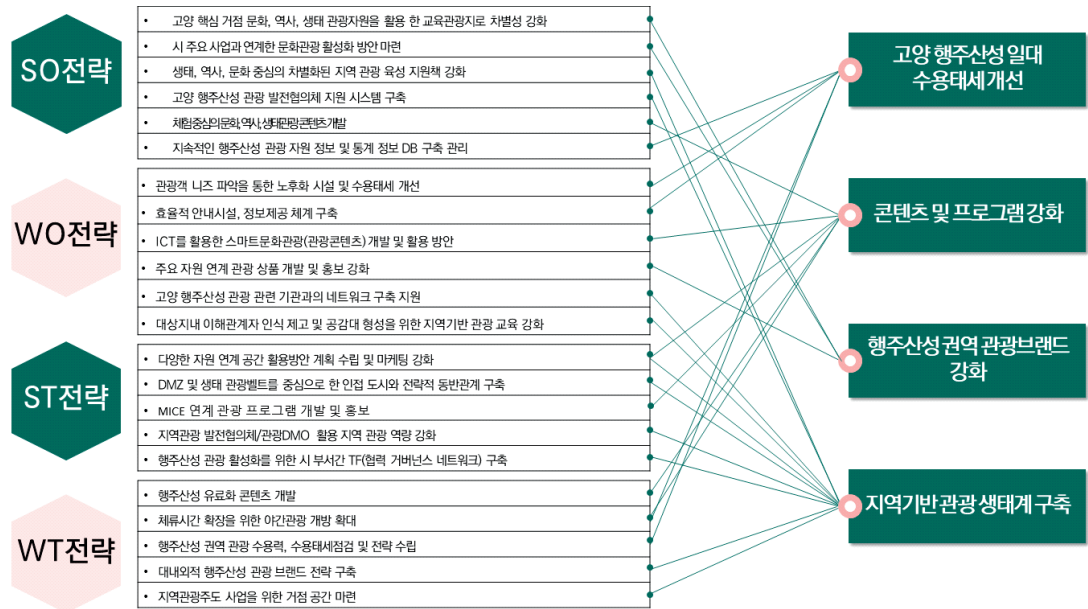 SO전략
• 고양 핵심 거점 문화, 역사, 생태 관광자원을 활용 한 교육관광지로 차별성 강화
• 시 주요 사업과 연계한 문화관광 활성화 방안 마련
• 생태, 역사, 문화 중심의 차별화된 지역 관광 육성 지원책 강화
• 고양 행주산성 관광 발전협의체 지원 시스템 구축
• 체험중심의문화,역사,생태관광콘텐츠개발
• 지속적인 행주산성 관광 자원 정보 및 통계 정보 DB 구축 관리
WO전략
• 관광객 니즈 파악을 통한 노후화 시설 및 수용태세 개선
• 효율적 안내시설, 정보제공 체계 구축
• ICT를 활용한 스마트문화관광(관광콘텐츠) 개발 및 활용 방안
• 주요 자원 연계 관광 상품 개발 및 홍보 강화
• 고양 행주산성 관광 관련 기관과의 네트워크 구축 지원
• 대상지내 이해관계자 인식 제고 및 공감대 형성을 위한 지역기반 관광 교육 강화
ST전략
• 다양한 자원 연계 공간 활용방안 계획 수립 및 마케팅 강화
• DMZ 및 생태 관광벨트를 중심으로 한 인접 도시와 전략적 동반관계 구축
• MICE 연계 관광 프로그램 개발 및 홍보
• 지역관광 발전협의체/관광DMO 활용 지역 관광 역량 강화
• 행주산성 관광 활성화를 위한 시 부서간 TF(협력 거버넌스 네트워크) 구축
WT전략
• 행주산성 유료화 콘텐츠 개발
• 체류시간 확장을 위한 야간관광 개방 확대
• 행주산성 권역 관광 수용력, 수용태세점검 및 전략 수립
• 대내외적 행주산성 관광 브랜드 전략 구축
• 지역관광주도 사업을 위한 거점 공간 마련
고양 행주산성 일대
수용태세 개선
콘텐츠 및 프로그램 강화
행주산성 권역 관광브랜드
강화
지역기반 관광 생태계 구축